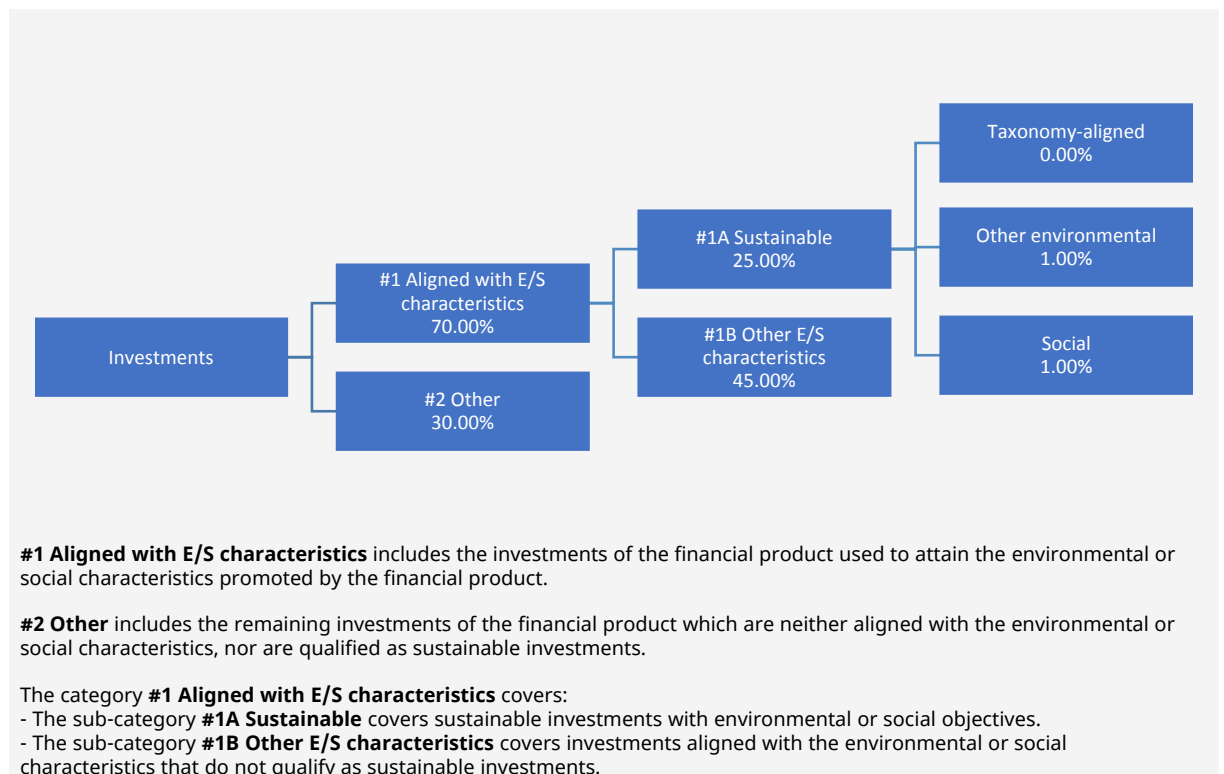 Taxonomy-aligned
0.00%
#1A Sustainable
25.00%
Other environmental
1.00%
#1 Aligned with E/S
characteristics
70.00%
Investments
#1B Other E/S
characteristics
45.00%
Social
1.00%
#2 Other
30.00%
#1 Aligned with E/S characteristics includes the investments of the financial product used to attain the environmental or
social characteristics promoted by the financial product.
#2 Other includes the remaining investments of the financial product which are neither aligned with the environmental or
social characteristics, nor are qualified as sustainable investments.
The category #1 Aligned with E/S characteristics covers:
- The sub-category #1A Sustainable covers sustainable investments with environmental or social objectives.
- The sub-category #1B Other E/S characteristics covers investments aligned with the environmental or social
characteristics that do not qualify as sustainable investments.